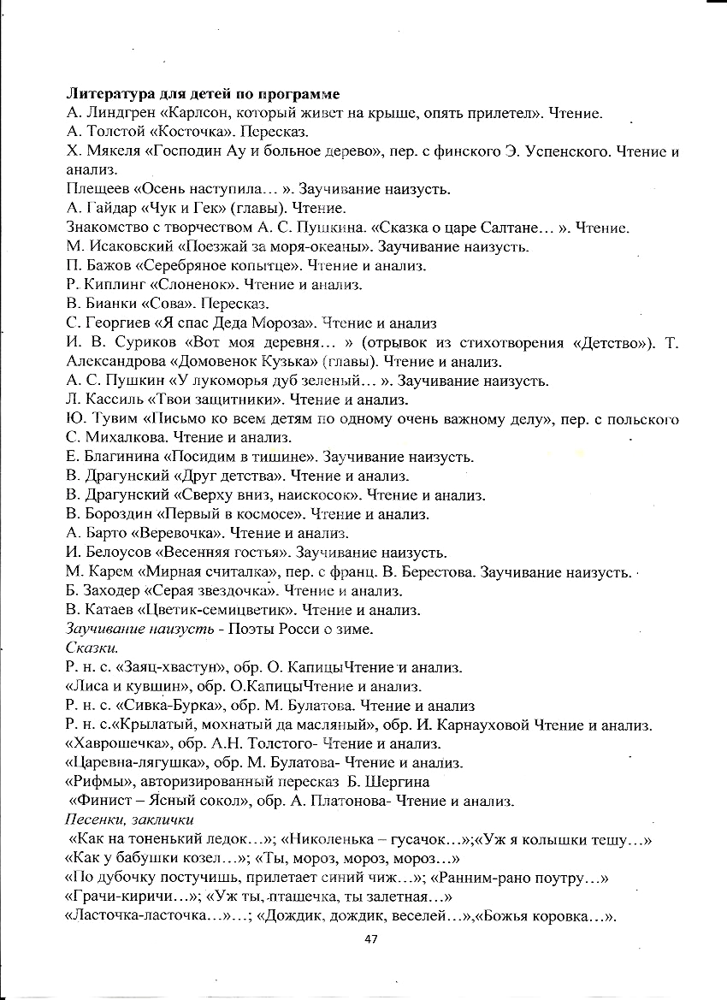 Литература для детей по программе
А. Линдгрен «Карлсон, который живет на крыше, опять прилетел». Чтение.
А. Толстой «Косточка». Пересказ.
Х. Мякеля «Господин Ау и больное дерево», пер. с финского Э. Успенского. Чтение и
анализ.
Плещеев «Осень наступила… ». Заучивание наизусть.
А. Гайдар «Чук и Гек» (главы). Чтение.
Знакомство с творчеством А. С. Пушкина. «Сказка о царе Салтане… ». Чтение.
М. Исаковский «Поезжай за моря-океаны». Заучивание наизусть.
П. Бажов «Серебряное копытце». Чтение и анализ.
Р. Киплинг «Слоненок». Чтение и анализ.
В. Бианки «Сова». Пересказ.
С. Георгиев «Я спас Деда Мороза». Чтение и анализ
И. В. Суриков «Вот моя деревня… » (отрывок из стихотворения «Детство»). Т.
Александрова «Домовенок Кузька» (главы). Чтение и анализ.
А. С. Пушкин «У лукоморья дуб зеленый… ». Заучивание наизусть.
Л. Кассиль «Твои защитники». Чтение и анализ.
Ю. Тувим «Письмо ко всем детям по одному очень важному делу», пер. с польского
С. Михалкова. Чтение и анализ.
Е. Благинина «Посидим в тишине». Заучивание наизусть.
В. Драгунский «Друг детства». Чтение и анализ.
В. Драгунский «Сверху вниз, наискосок». Чтение и анализ.
В. Бороздин «Первый в космосе». Чтение и анализ.
А. Барто «Веревочка». Чтение и анализ.
И. Белоусов «Весенняя гостья». Заучивание наизусть.
М. Карем «Мирная считалка», пер. с франц. В. Берестова. Заучивание наизусть.
Б. Заходер «Серая звездочка». Чтение и анализ.
В. Катаев «Цветик-семицветик». Чтение и анализ.
Заучивание наизусть - Поэты Росси о зиме.
Сказки.
Р. н. с. «Заяц-хвастун», обр. О. КапицыЧтение и анализ.
«Лиса и кувшин», обр. О.КапицыЧтение и анализ.
Р. н. с. «Сивка-Бурка», обр. М. Булатова. Чтение и анализ
Р. н. с.«Крылатый, мохнатый да масляный», обр. И. Карнауховой Чтение и анализ.
«Хаврошечка», обр. А.Н. Толстого- Чтение и анализ.
«Царевна-лягушка», обр. М. Булатова- Чтение и анализ.
«Рифмы», авторизированный пересказ Б. Шергина
«Финист – Ясный сокол», обр. А. Платонова- Чтение и анализ.
Песенки, заклички
«Как на тоненький ледок…»; «Николенька – гусачок…»;«Уж я колышки тешу…»
«Как у бабушки козел…»; «Ты, мороз, мороз, мороз…»
«По дубочку постучишь, прилетает синий чиж…»; «Ранним-рано поутру…»
«Грачи-киричи…»; «Уж ты, пташечка, ты залетная…»
«Ласточка-ласточка…»…; «Дождик, дождик, веселей…»,«Божья коровка…».
47